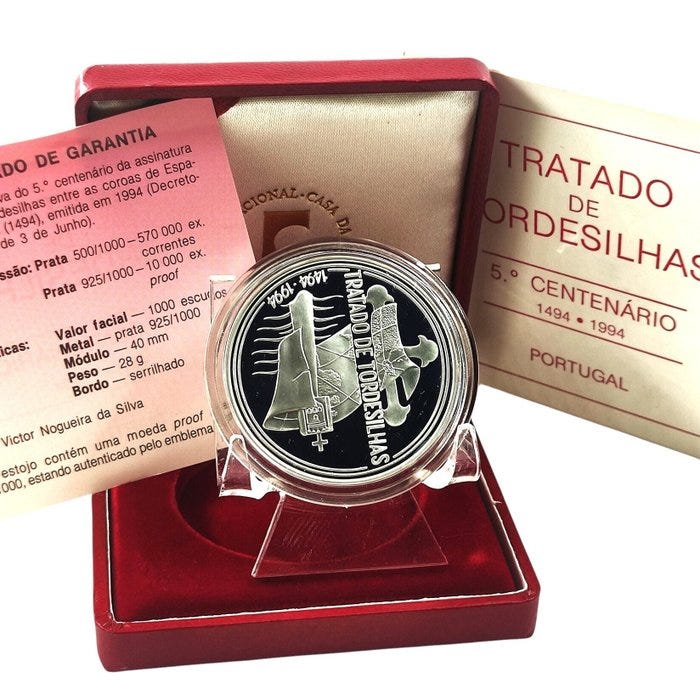 DO DE GARANTIA
va do 5.º centenário da assinatura
desilhas entre as coroas de Espa-
(1494), emitida em 1994 (Decreto-
de 3 de Junho).
são: Prata 500/1000 – 570 000 ex.
correntes
Prata 925/1000 – 10 000 ex.
proof
cas:
Valor facial — 1000 escudos
Metal — prata 925/1000
Módulo — 40 mm
Peso — 28 g
Bordo — serrilhado
Victor Nogueira da Silva
estojo contém uma moeda proof
000, estando autenticado pelo emblema
CIONAL-CASA DA
1494-1994
TRATADO DE TORDESILHAS
TRATADO
DE
ORDESILHAS
5.º CENTENÁRIO
1494 • 1994
PORTUGAL